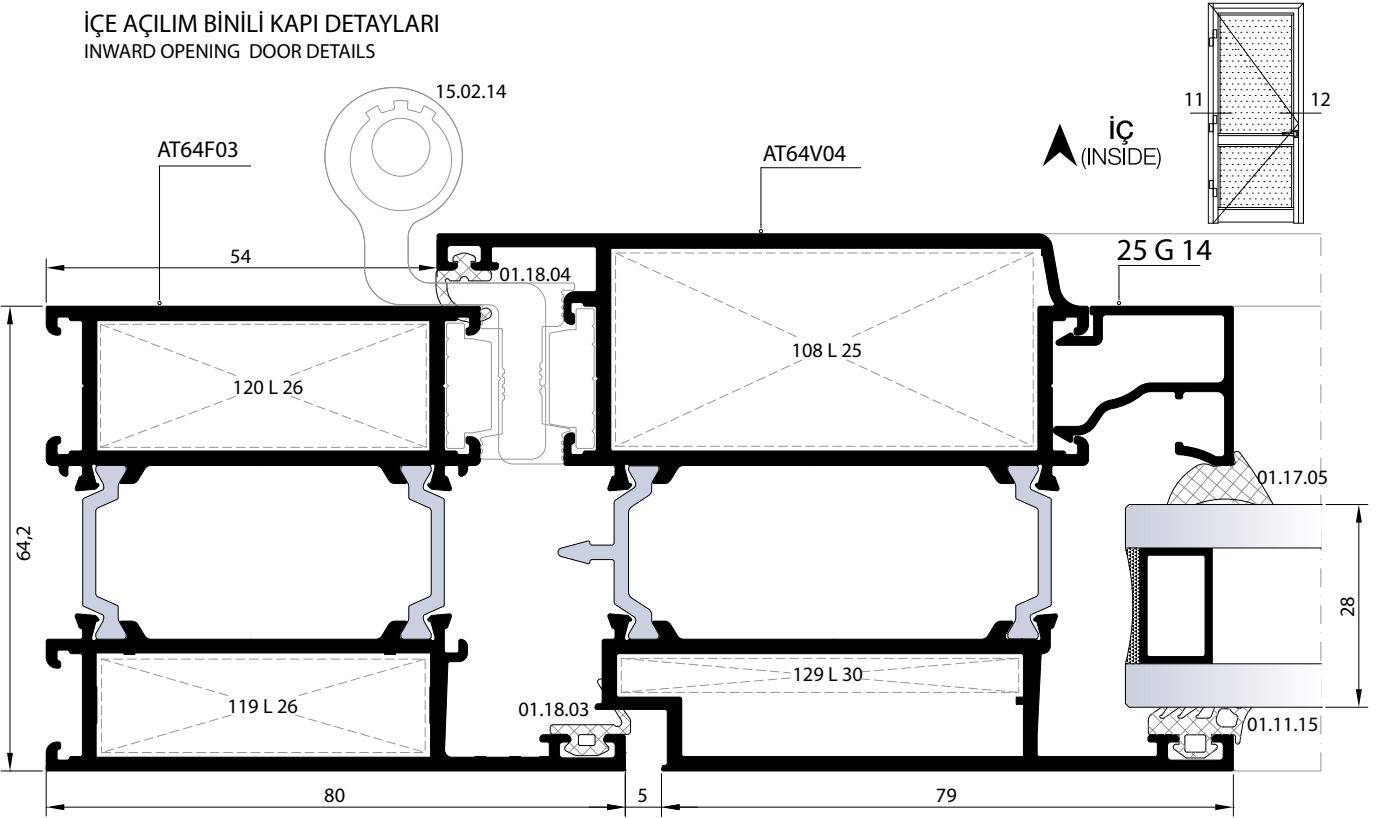 İÇE AÇILIM BİNİLİ KAPI DETAYLARI
INWARD OPENING DOOR DETAILS
15.02.14
11
12
İÇ
(INSIDE)
AT64F03
AT64V04
25 G 14
54
01.18.04
108 L 25
120 L 26
01.17.05
64,2
28
129 L 30
119 L 26
01.18.03
01.11.15
80
5
79